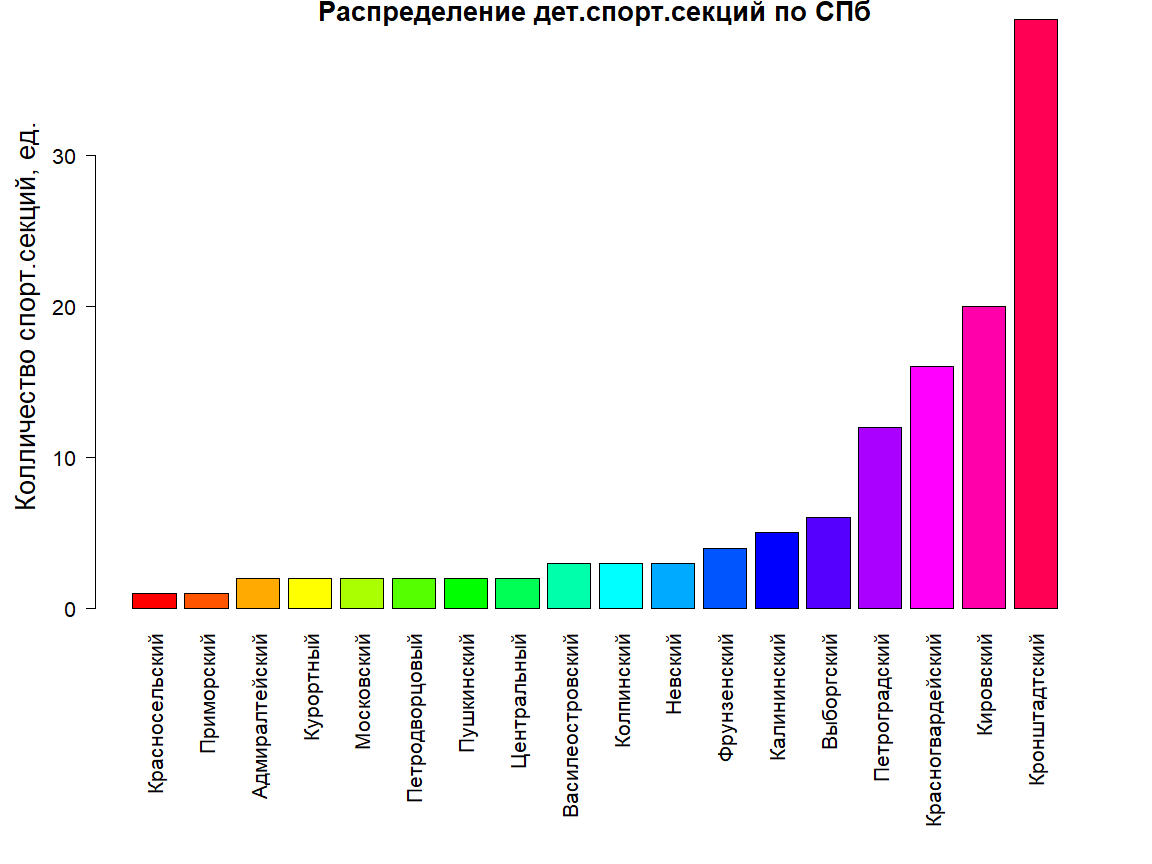 Распределение дет.спорт.секций по СПб
Колличество спорт.секций, ед.
30
20
10
0
Красносельский
Приморский
Адмиралтейский
Курортный
Московский
Петродворцовый
Пушкинский
Центральный
Василеостровский
Колпинский
Невский
Фрунзенский
Калининский
Выборгский
Петроградский
Красногвардейский
Кировский
Кронштадтский